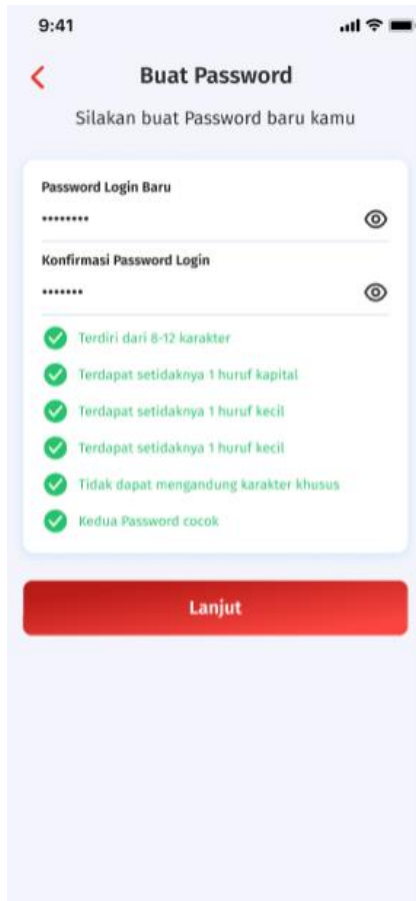 9:41
Buat Password
Silakan buat Password baru kamu
Password Login Baru
••••••••
Konfirmasi Password Login
•••••••
Terdiri dari 8-12 karakter
Terdapat setidaknya 1 huruf kapital
Terdapat setidaknya 1 huruf kecil
Terdapat setidaknya 1 huruf kecil
Tidak dapat mengandung karakter khusus
Kedua Password cocok
Lanjut